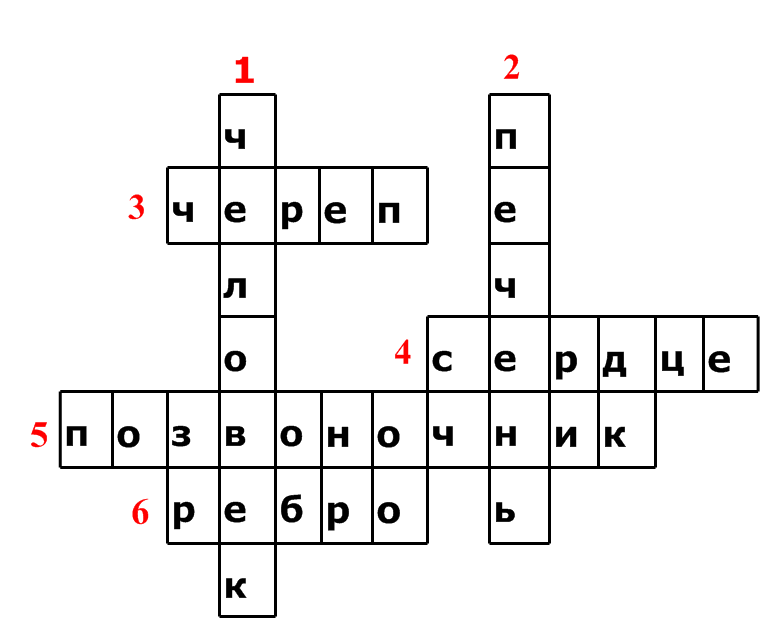 1 2
ч п
3 ч е р е п е
л ч
о 4 с е р д ц е
5 п о з в о н о ч н и к
6 р е б р о ь
к